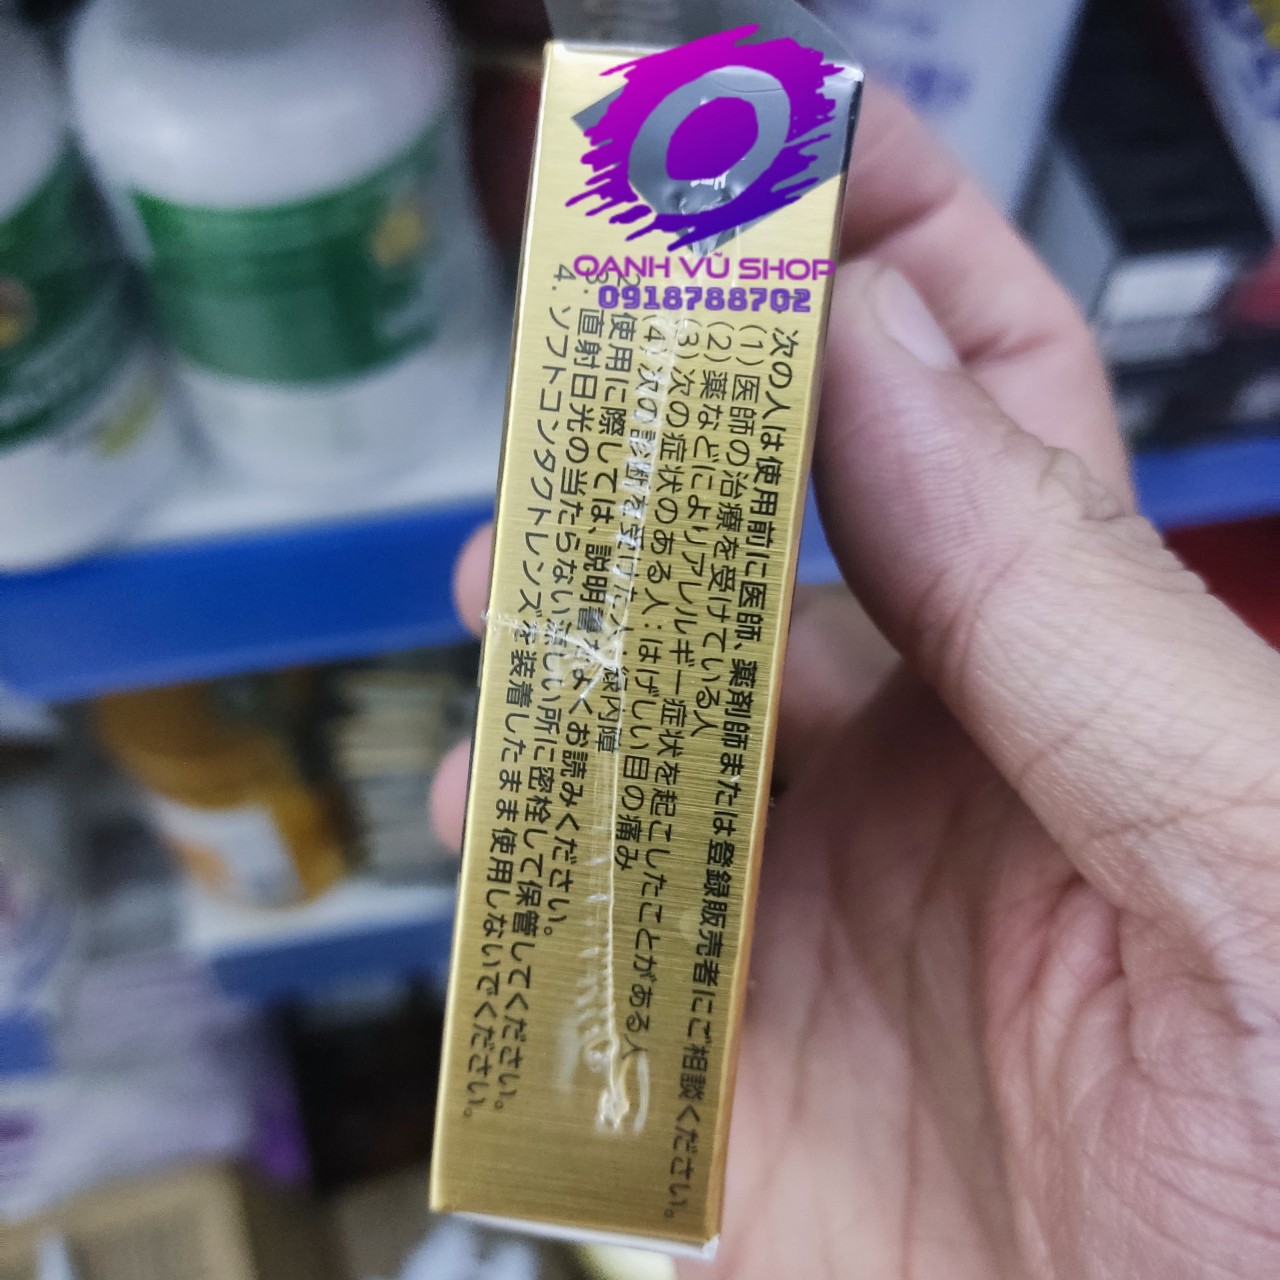 OANH VŨ SHOP
0918788702
次の人は使用前に医師、薬剤師または登録販売者にご相談ください。
(1) 医師の治療を受けている人
(2) 薬などによりアレルギー症状を起こしたことがある人
(3) 次の症状のある人:はげしい目の痛み
(4) 次の診断を受けた人:緑内障
2. 使用に際しては、説明書をよくお読みください。
3. 直射日光の当たらない涼しい所に密栓して保管してください。
4. ソフトコンタクトレンズを装着したまま使用しないでください。